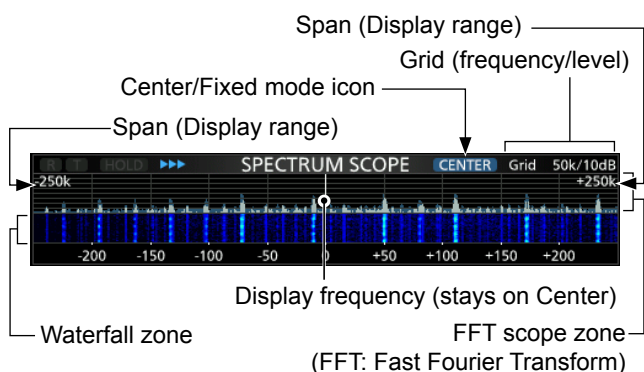 Span (Display range)
Grid (frequency/level)
Center/Fixed mode icon
Span (Display range)
R T HOLD SPECTRUM SCOPE CENTER Grid 50k/10dB
-250k +250k
-200 -150 -100 -50 0 +50 +100 +150 +200
Display frequency (stays on Center)
Waterfall zone FFT scope zone
(FFT: Fast Fourier Transform)